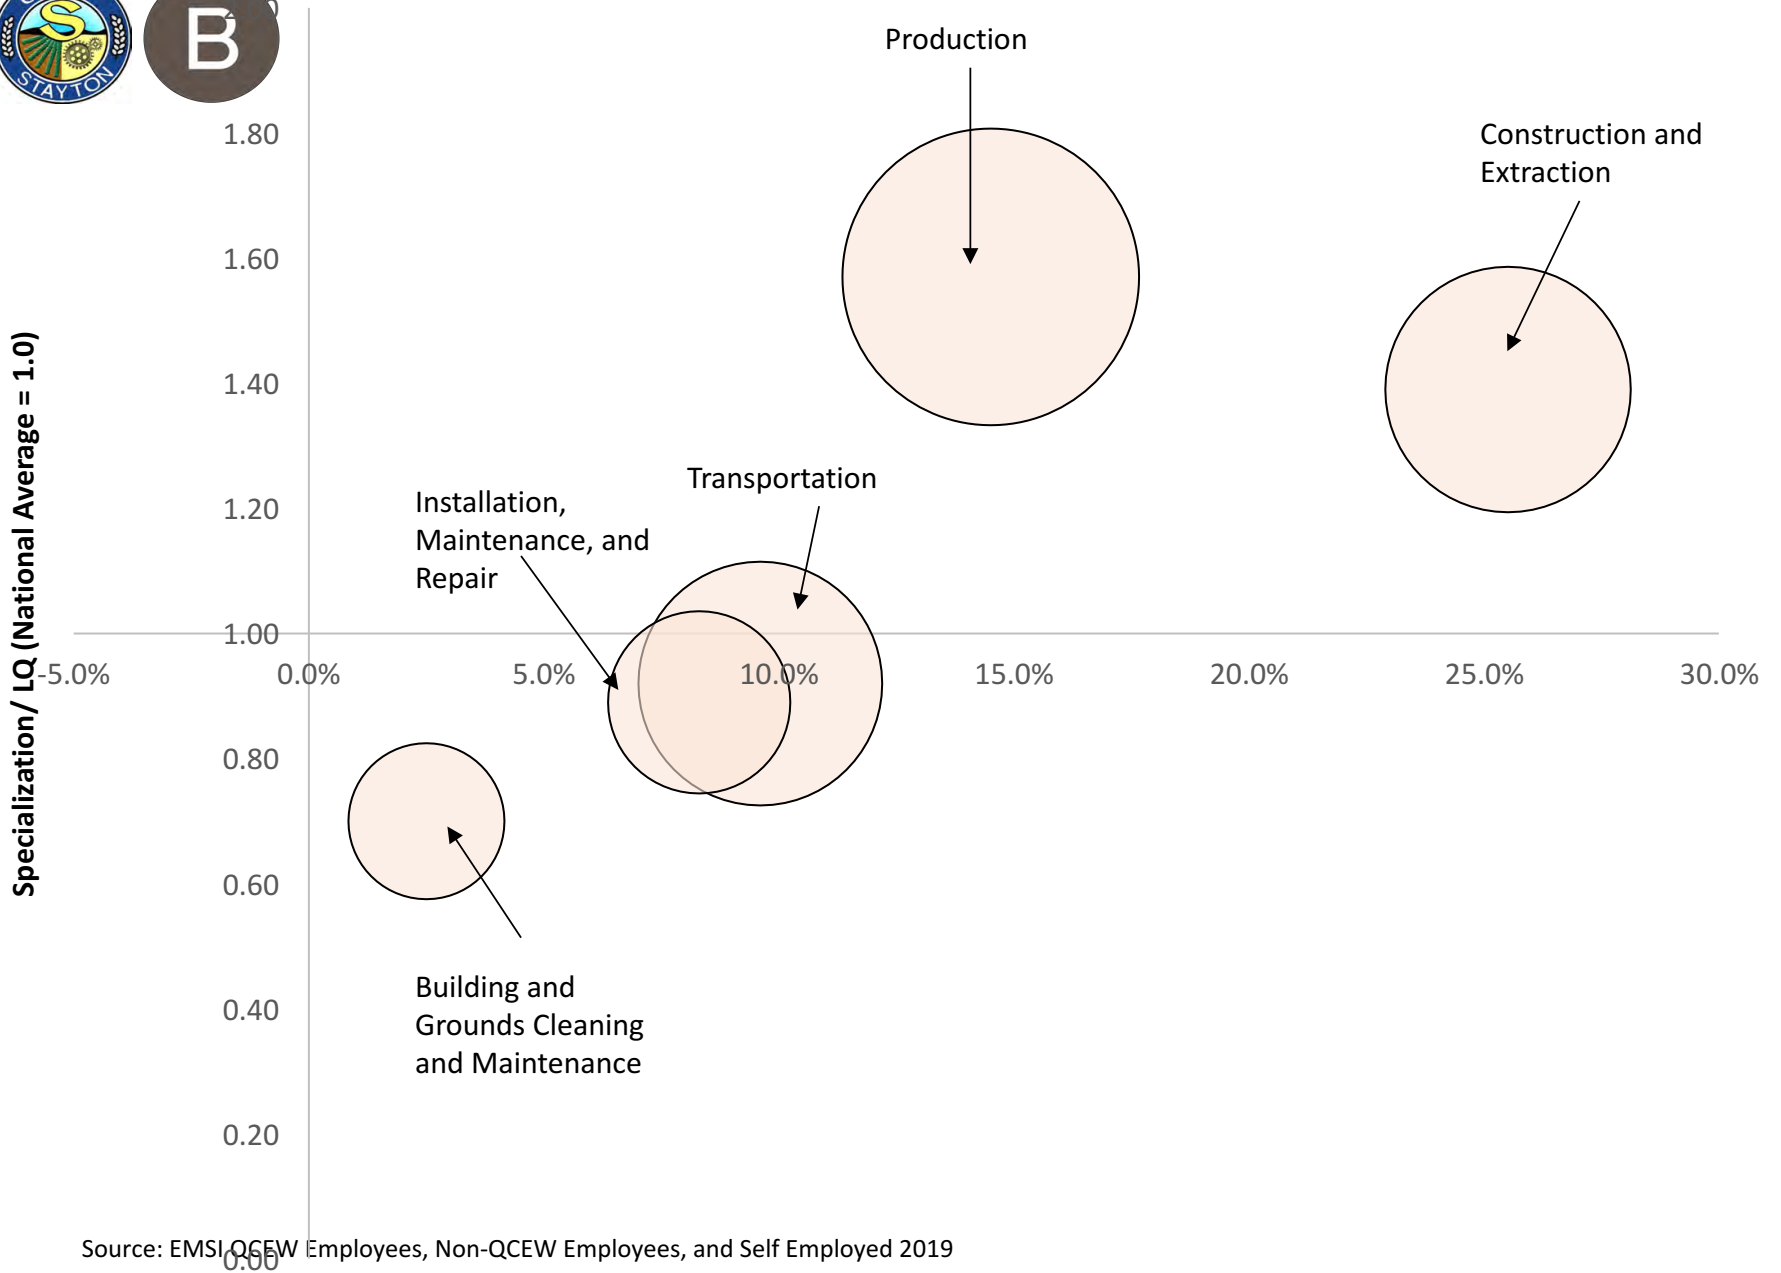 S
STAYTON
B
Production
1.80
Construction and
Extraction
1.60
1.40
Specialization/ LQ (National Average = 1.0)
Transportation
Installation,
Maintenance, and
Repair
1.20
1.00
-5.0% 0.0% 5.0% 10.0% 15.0% 20.0% 25.0% 30.0%
0.80
0.60
Building and
Grounds Cleaning
and Maintenance
0.40
0.20
Source: EMSI QCEW Employees, Non-QCEW Employees, and Self Employed 2019
0.00